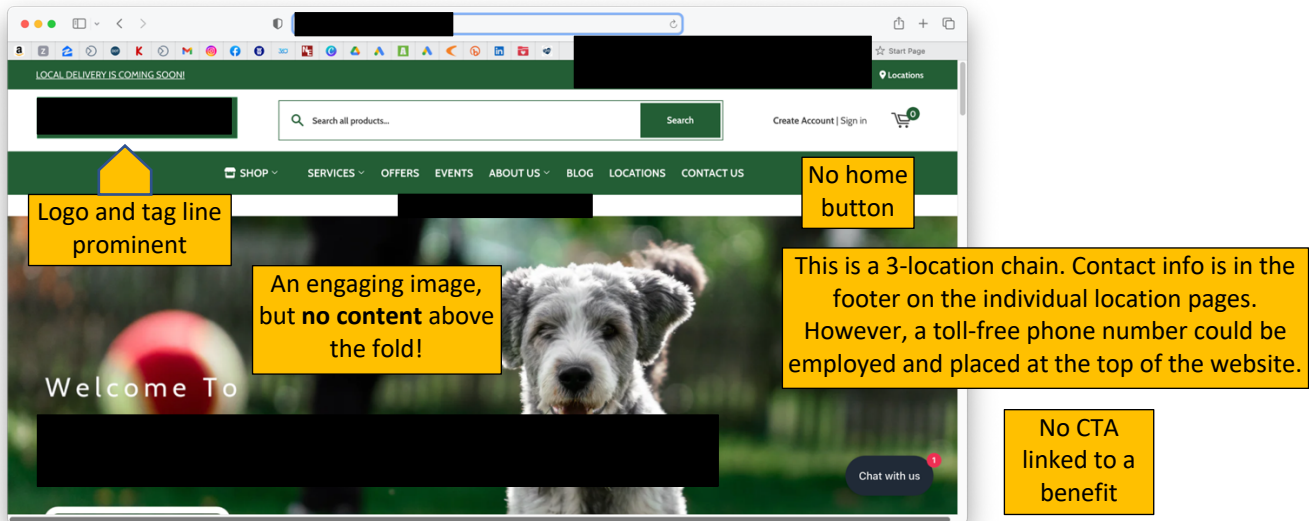 Start Page
LOCAL DELIVERY IS COMING SOON!
Locations
Search all products...
Search
Create Account | Sign in
0
SHOP
SERVICES
OFFERS
EVENTS
ABOUT US
BLOG
LOCATIONS
CONTACT US
Logo and tag line
prominent
No home
button
An engaging image,
but no content above
the fold!
This is a 3-location chain. Contact info is in the
footer on the individual location pages.
However, a toll-free phone number could be
employed and placed at the top of the website.
Welcome To
No CTA
linked to a
benefit
Chat with us
1